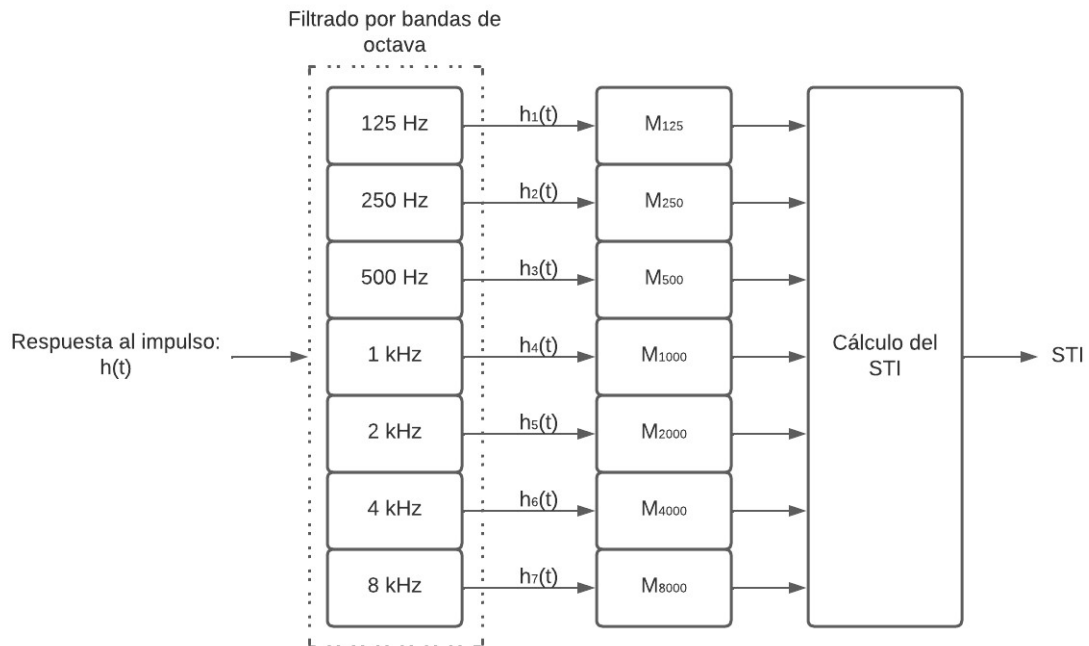 Filtrado por bandas de
octava
125 Hz
h₁(t)
M₁₂₅
250 Hz
h₂(t)
M₂₅₀
500 Hz
h₃(t)
M₅₀₀
Respuesta al impulso:
h(t)
1 kHz
h₄(t)
M₁₀₀₀
Cálculo del
STI
STI
2 kHz
h₅(t)
M₂₀₀₀
4 kHz
h₆(t)
M₄₀₀₀
8 kHz
h₇(t)
M₈₀₀₀